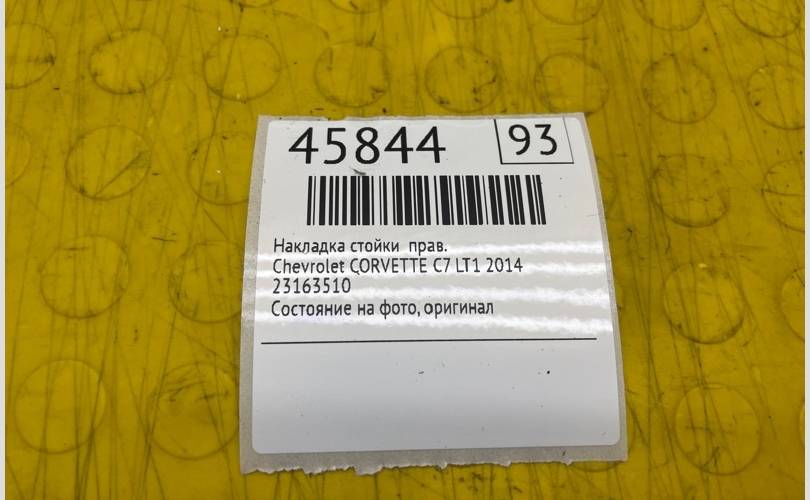 45844 93
Накладка стойки прав.
Chevrolet CORVETTE C7 LT1 2014
23163510
Состояние на фото, оригинал